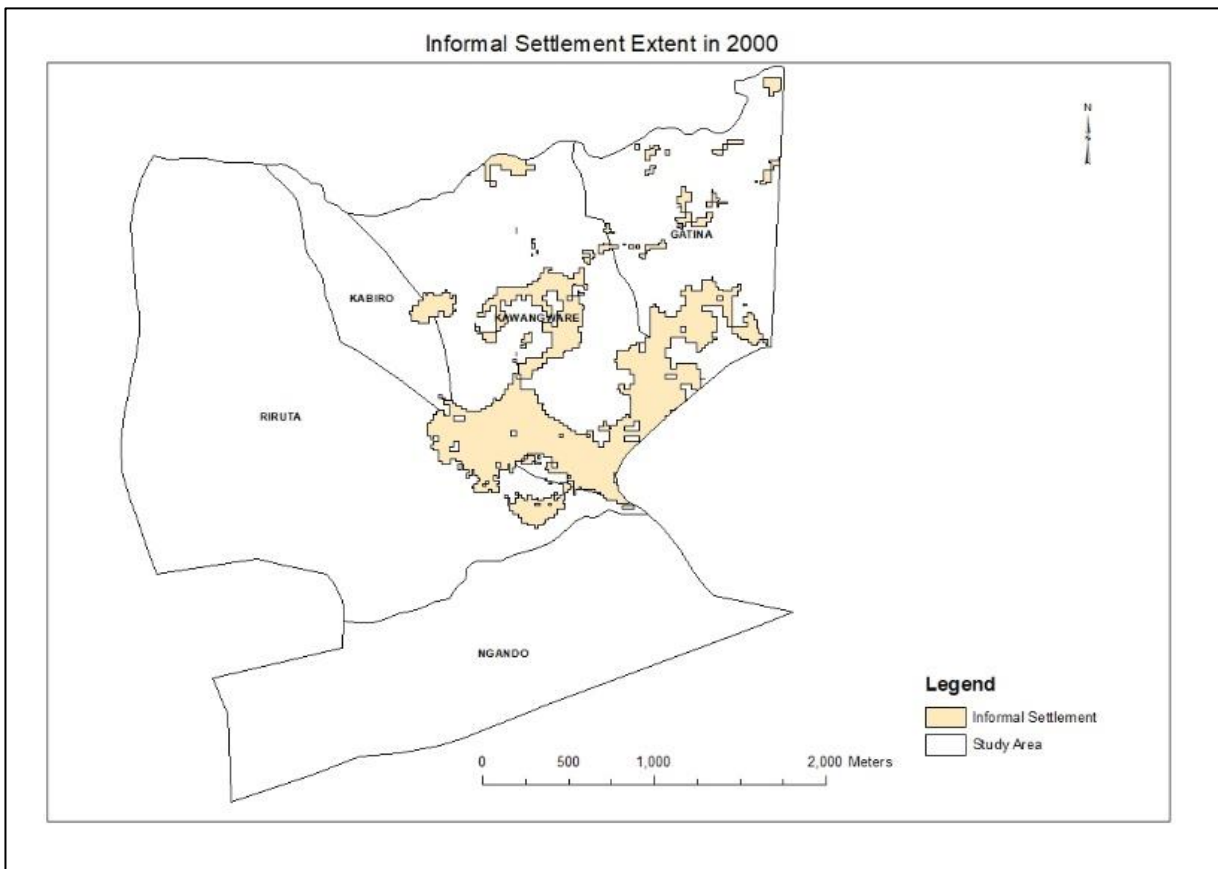 Informal Settlement Extent in 2000
N
GATINA
KABIRO
KAWANGWARE
RIRUTA
NGANDO
Legend
Informal Settlement
Study Area
0 500 1,000 2,000 Meters